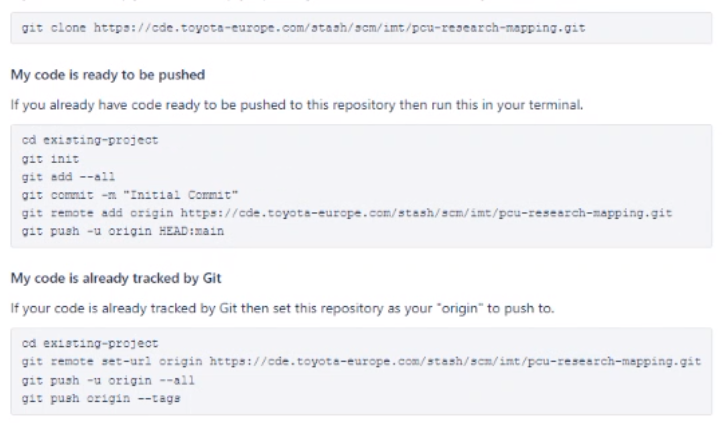 git clone https://cde.toyota-europe.com/stash/scm/imt/pcu-research-mapping.git
My code is ready to be pushed
If you already have code ready to be pushed to this repository then run this in your terminal.
cd existing-project
git init
git add --all
git commit -m "Initial Commit"
git remote add origin https://cde.toyota-europe.com/stash/scm/imt/pcu-research-mapping.git
git push -u origin HEAD:main
My code is already tracked by Git
If your code is already tracked by Git then set this repository as your "origin" to push to.
cd existing-project
git remote set-url origin https://cde.toyota-europe.com/stash/scm/imt/pcu-research-mapping.git
git push -u origin --all
git push origin --tags